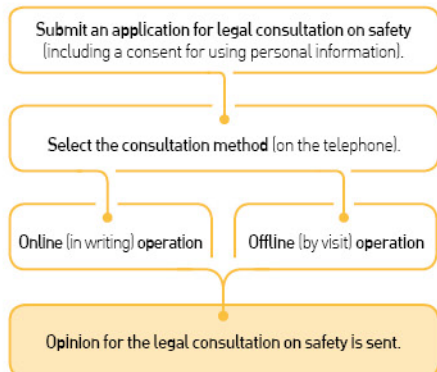 Submit an application for legal consultation on safety
(including a consent for using personal information).
Select the consultation method (on the telephone).
Online (in writing) operation
Offline (by visit) operation
Opinion for the legal consultation on safety is sent.